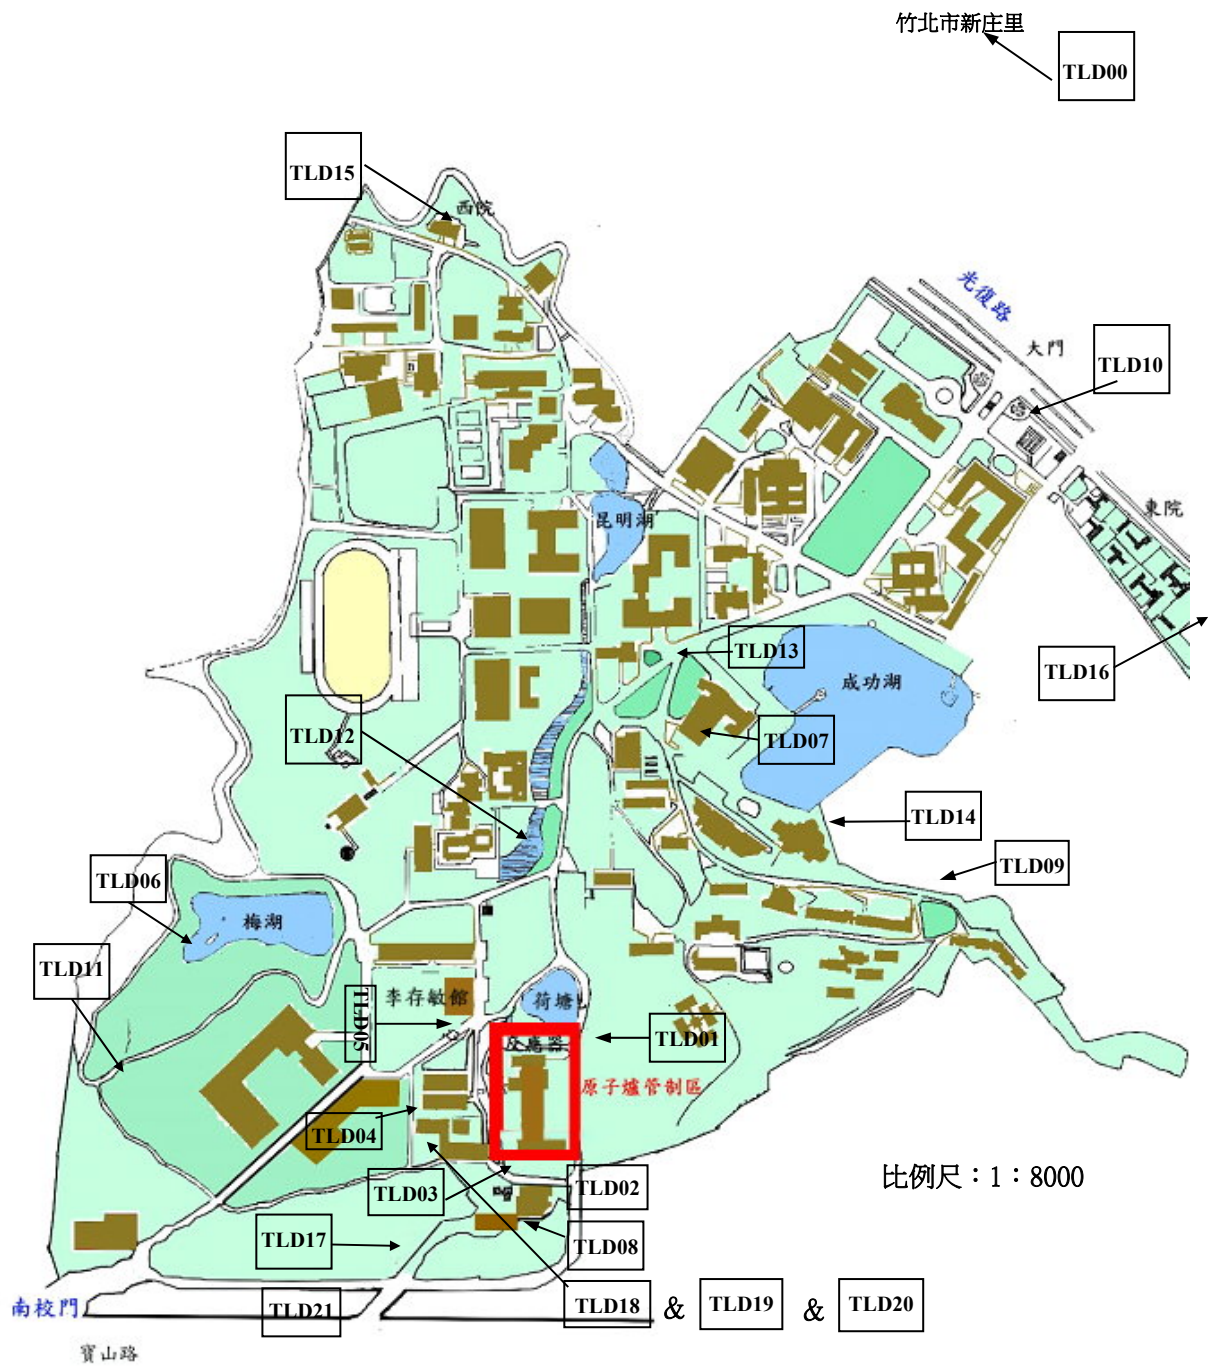 竹北市新庄里
TLD00
TLD15
西院
光復路
大門
TLD10
昆明湖
東院
TLD13
TLD16
成功湖
TLD12
TLD07
TLD14
TLD09
TLD06
梅湖
TLD11
李存敏館
荷塘
TLD05
反應器
TLD01
原子爐管制區
TLD04
比例尺：1：8000
TLD03
TLD02
TLD17
TLD08
南校門
TLD21
TLD18 & TLD19 & TLD20
寶山路